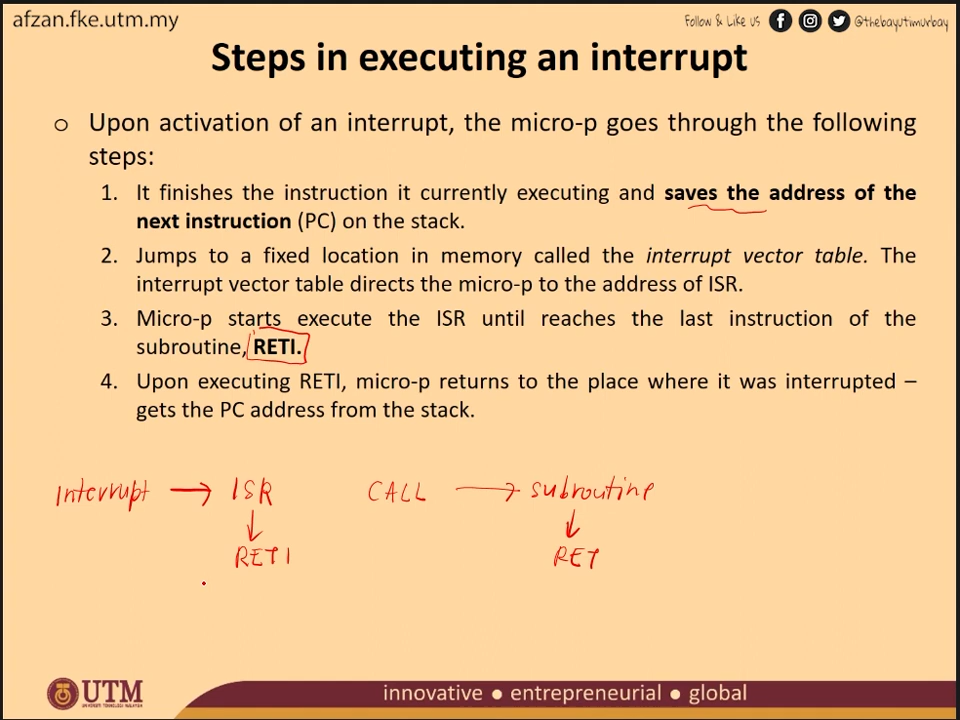 afzan.fke.utm.my
Follow & Like us
@thebayutimurbay
Steps in executing an interrupt
o Upon activation of an interrupt, the micro-p goes through the following
steps:
1. It finishes the instruction it currently executing and saves the address of the
next instruction (PC) on the stack.
2. Jumps to a fixed location in memory called the interrupt vector table. The
interrupt vector table directs the micro-p to the address of ISR.
3. Micro-p starts execute the ISR until reaches the last instruction of the
subroutine, RETI.
4. Upon executing RETI, micro-p returns to the place where it was interrupted –
gets the PC address from the stack.
Interrupt → ISR CALL → subroutine
↓ ↓
RETI RET
UTM
UNIVERSITI TEKNOLOGI MALAYSIA
innovative ● entrepreneurial ● global